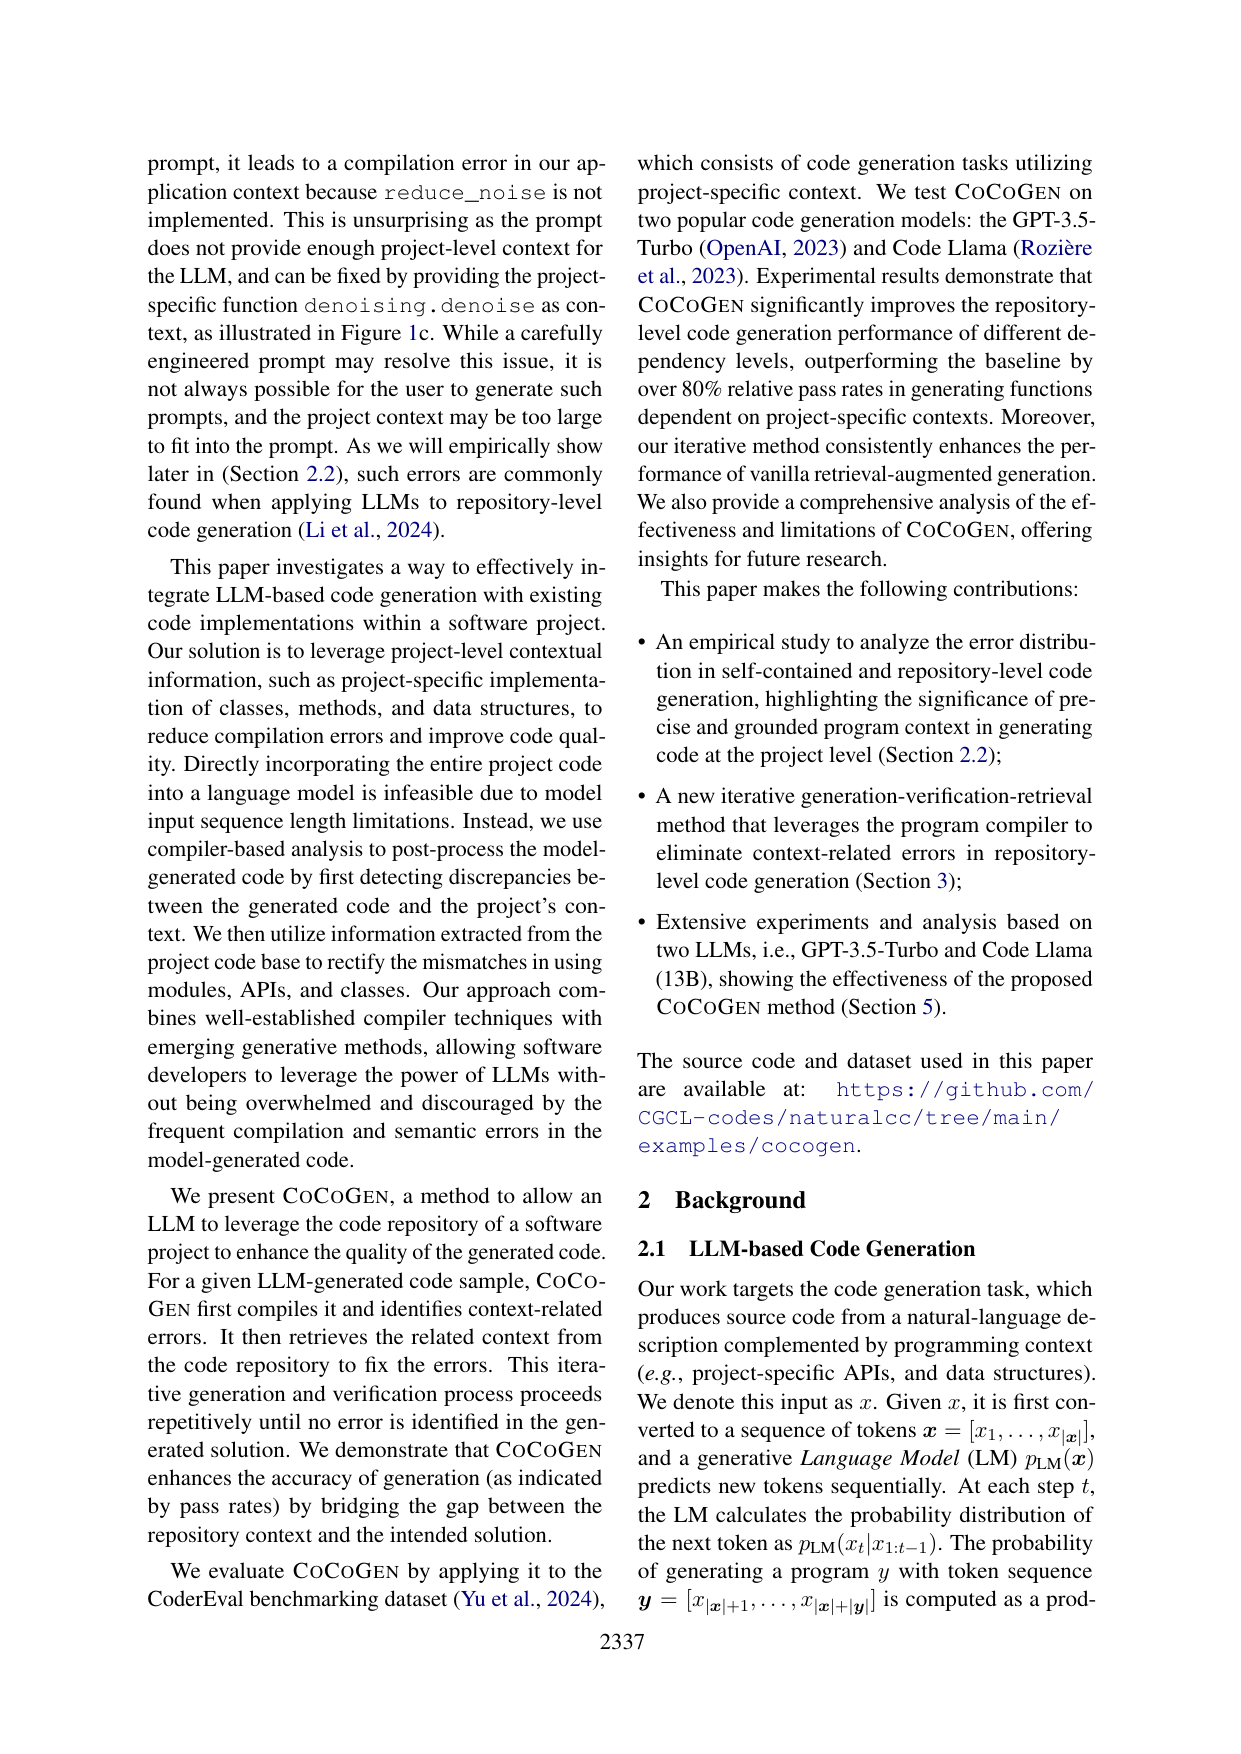 prompt, it leads to a compilation error in our ap-
plication context because reduce_noise is not
implemented. This is unsurprising as the prompt
does not provide enough project-level context for
the LLM, and can be fixed by providing the project-
specific function denoising.denoise as con-
text, as illustrated in Figure 1c. While a carefully
engineered prompt may resolve this issue, it is
not always possible for the user to generate such
prompts, and the project context may be too large
to fit into the prompt. As we will empirically show
later in (Section 2.2), such errors are commonly
found when applying LLMs to repository-level
code generation (Li et al., 2024).
This paper investigates a way to effectively in-
tegrate LLM-based code generation with existing
code implementations within a software project.
Our solution is to leverage project-level contextual
information, such as project-specific implementa-
tion of classes, methods, and data structures, to
reduce compilation errors and improve code qual-
ity. Directly incorporating the entire project code
into a language model is infeasible due to model
input sequence length limitations. Instead, we use
compiler-based analysis to post-process the model-
generated code by first detecting discrepancies be-
tween the generated code and the project's con-
text. We then utilize information extracted from the
project code base to rectify the mismatches in using
modules, APIs, and classes. Our approach com-
bines well-established compiler techniques with
emerging generative methods, allowing software
developers to leverage the power of LLMs with-
out being overwhelmed and discouraged by the
frequent compilation and semantic errors in the
model-generated code.
We present COCOGEN, a method to allow an
LLM to leverage the code repository of a software
project to enhance the quality of the generated code.
For a given LLM-generated code sample, COCO-
GEN first compiles it and identifies context-related
errors. It then retrieves the related context from
the code repository to fix the errors. This itera-
tive generation and verification process proceeds
repetitively until no error is identified in the gen-
erated solution. We demonstrate that COCOGEN
enhances the accuracy of generation (as indicated
by pass rates) by bridging the gap between the
repository context and the intended solution.
We evaluate COCOGEN by applying it to the
CoderEval benchmarking dataset (Yu et al., 2024),
which consists of code generation tasks utilizing
project-specific context. We test COCOGEN on
two popular code generation models: the GPT-3.5-
Turbo (OpenAI, 2023) and Code Llama (Rozière
et al., 2023). Experimental results demonstrate that
COCOGEN significantly improves the repository-
level code generation performance of different de-
pendency levels, outperforming the baseline by
over 80% relative pass rates in generating functions
dependent on project-specific contexts. Moreover,
our iterative method consistently enhances the per-
formance of vanilla retrieval-augmented generation.
We also provide a comprehensive analysis of the ef-
fectiveness and limitations of COCOGEN, offering
insights for future research.
This paper makes the following contributions:
• An empirical study to analyze the error distribu-
tion in self-contained and repository-level code
generation, highlighting the significance of pre-
cise and grounded program context in generating
code at the project level (Section 2.2);
• A new iterative generation-verification-retrieval
method that leverages the program compiler to
eliminate context-related errors in repository-
level code generation (Section 3);
• Extensive experiments and analysis based on
two LLMs, i.e., GPT-3.5-Turbo and Code Llama
(13B), showing the effectiveness of the proposed
COCOGEN method (Section 5).
The source code and dataset used in this paper
are available at: https://github.com/
CGCL-codes/naturalcc/tree/main/
examples/cocogen.
2 Background
2.1 LLM-based Code Generation
Our work targets the code generation task, which
produces source code from a natural-language de-
scription complemented by programming context
(e.g., project-specific APIs, and data structures).
We denote this input as x. Given x, it is first con-
verted to a sequence of tokens x = [x1, . . . , x|x|],
and a generative Language Model (LM) pLM(x)
predicts new tokens sequentially. At each step t,
the LM calculates the probability distribution of
the next token as pLM(xt|x1:t−1). The probability
of generating a program y with token sequence
y = [x|x|+1, . . . , x|x|+|y|] is computed as a prod-
2337